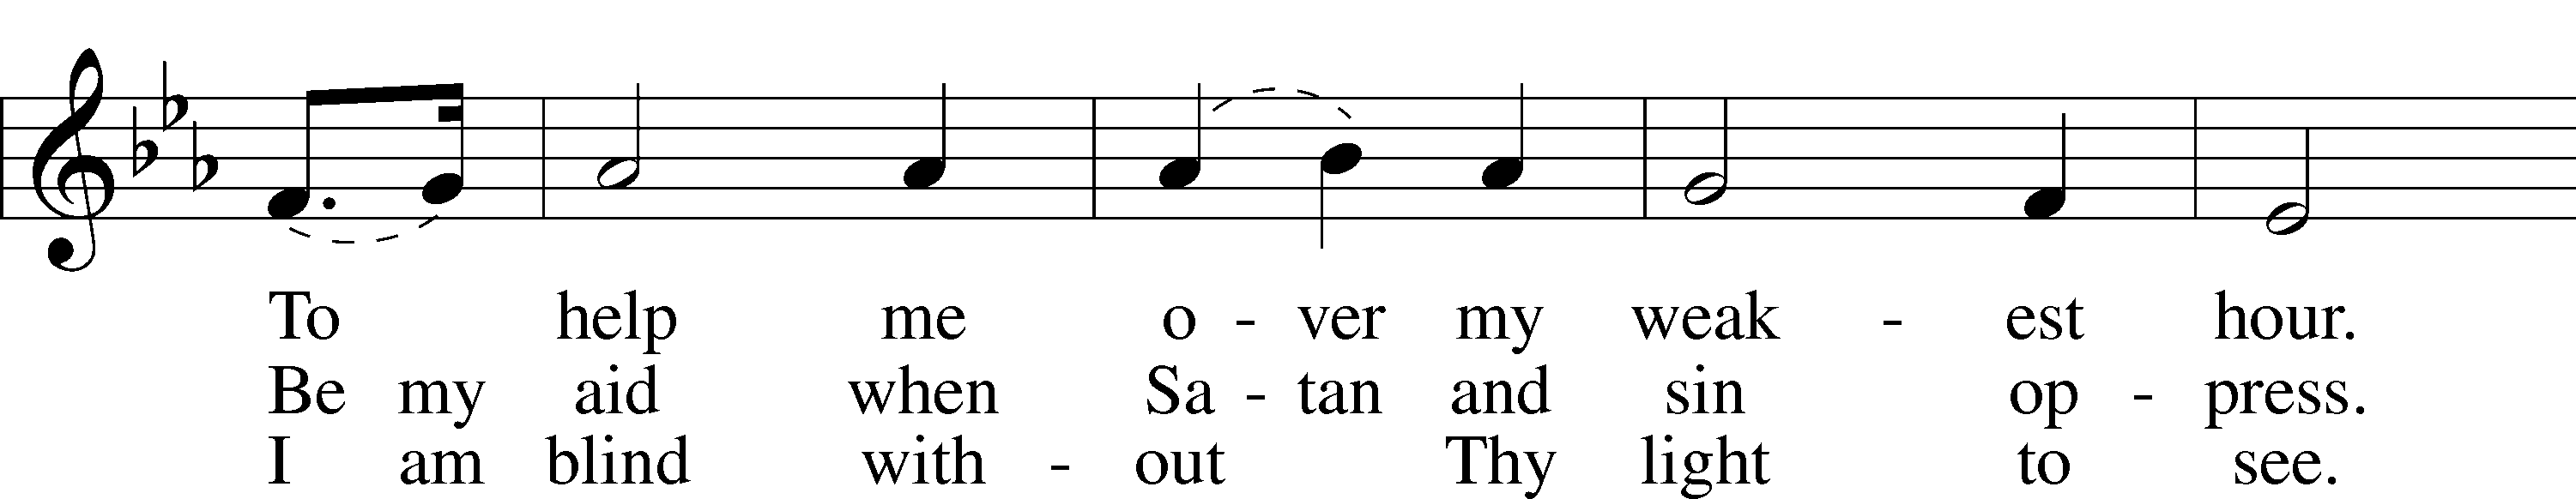 To help me o - ver my weak - est hour.
Be my aid when Sa - tan and sin op - press.
I am blind with - out Thy light to see.